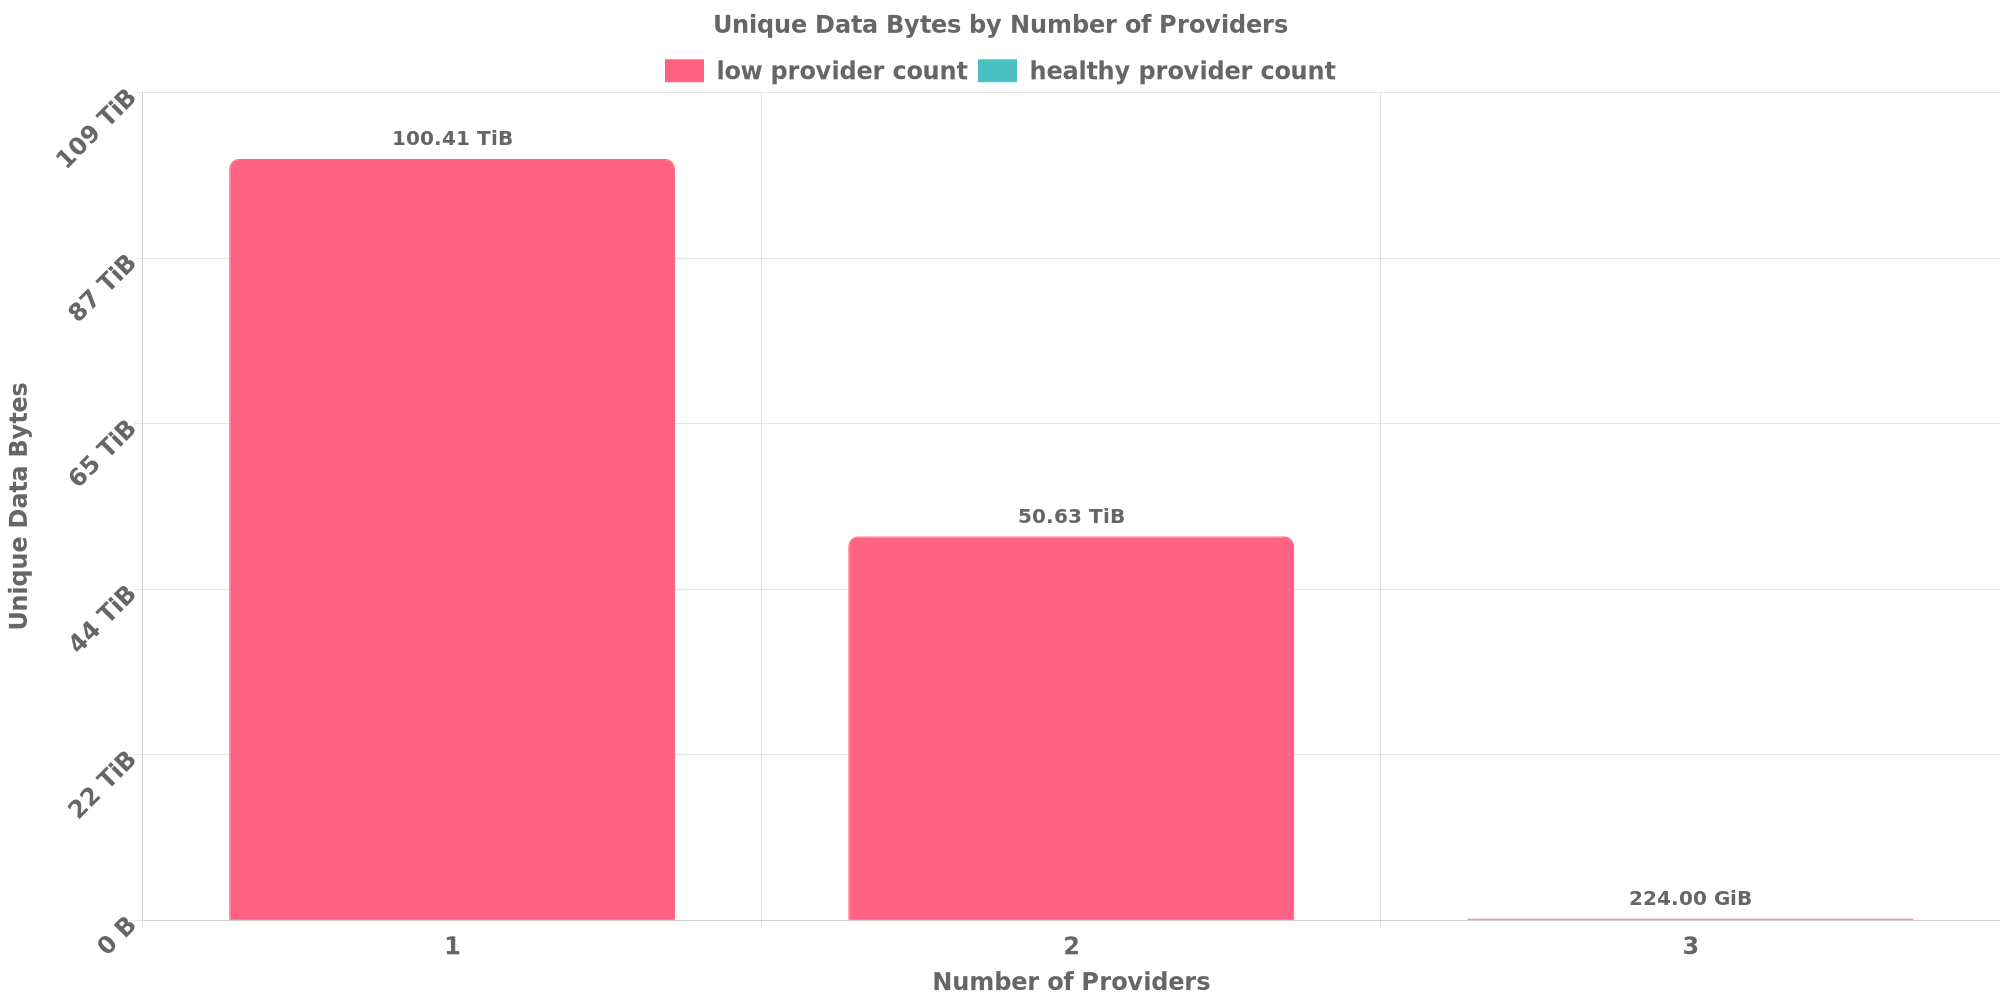 Unique Data Bytes by Number of Providers
low provider count healthy provider count
109 TiB
87 TiB
65 TiB
44 TiB
22 TiB
0 B
Unique Data Bytes
100.41 TiB
50.63 TiB
224.00 GiB
1 2 3
Number of Providers